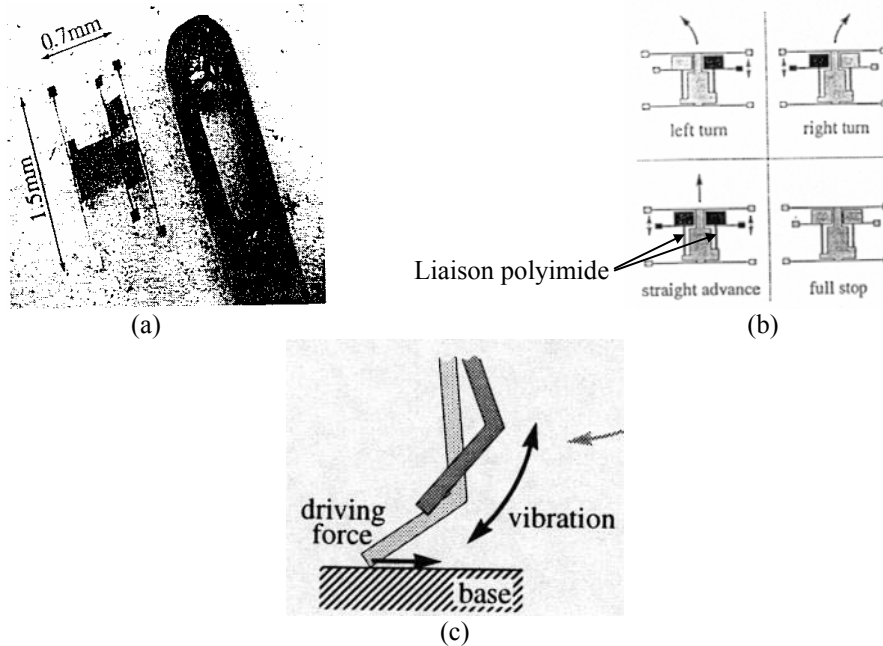 0.7mm
1.5mm
(a)
left turn
right turn
Liaison polyimide
straight advance
full stop
(b)
driving
force
vibration
base
(c)